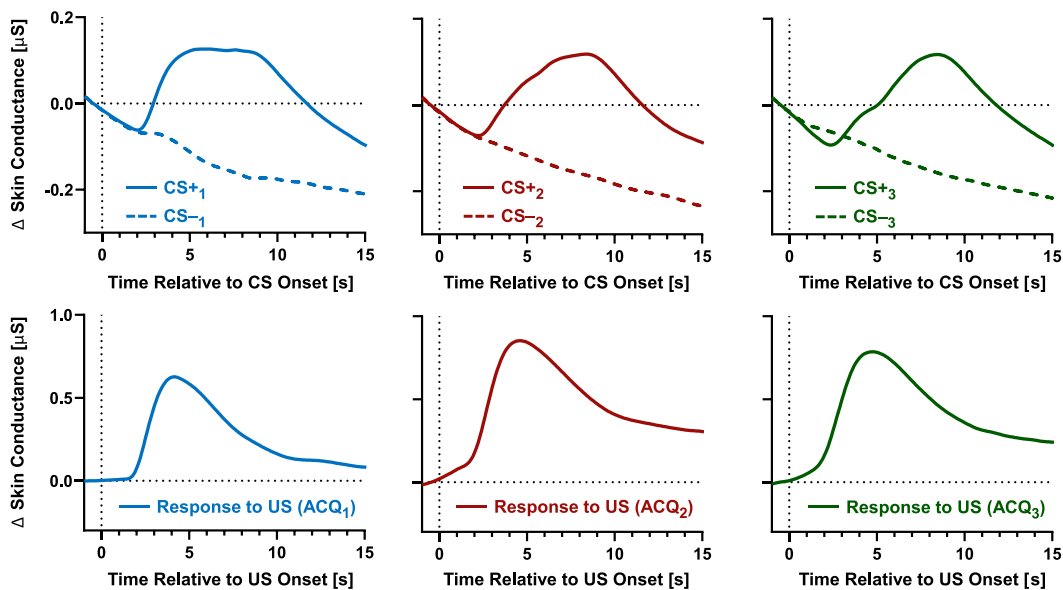 Δ Skin Conductance [µS]
0.2
0.0
-0.2
CS+1
CS–1
0 5 10 15
Time Relative to CS Onset [s]
CS+2
CS–2
0 5 10 15
Time Relative to CS Onset [s]
CS+3
CS–3
0 5 10 15
Time Relative to CS Onset [s]
Δ Skin Conductance [µS]
1.0
0.5
0.0
Response to US (ACQ1)
0 5 10 15
Time Relative to US Onset [s]
Response to US (ACQ2)
0 5 10 15
Time Relative to US Onset [s]
Response to US (ACQ3)
0 5 10 15
Time Relative to US Onset [s]